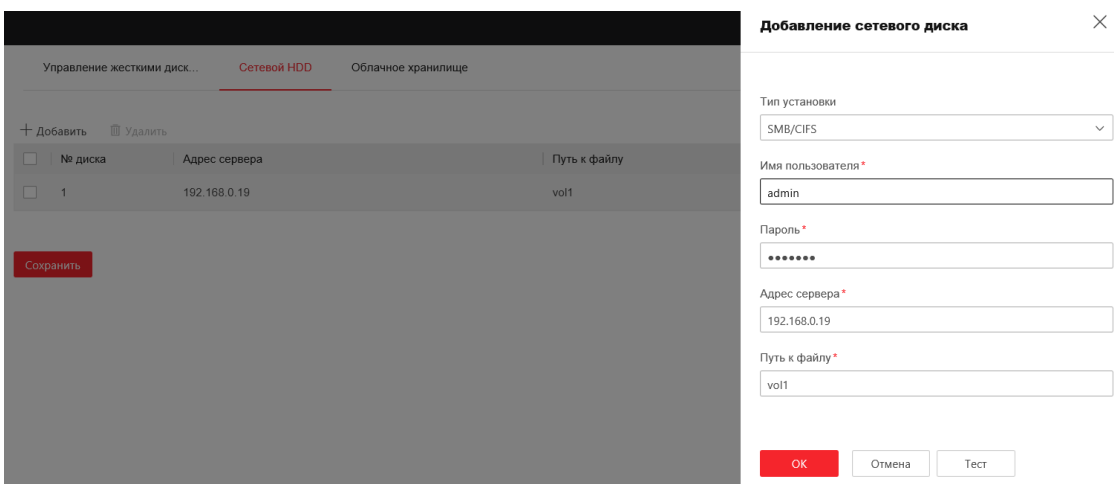 Управление жесткими диск...
Сетевой HDD
Облачное хранилище
Добавить
Удалить
№ диска
Адрес сервера
Путь к файлу
1
192.168.0.19
vol1
Сохранить
Добавление сетевого диска
Тип установки
SMB/CIFS
Имя пользователя*
admin
Пароль*
•••••••
Адрес сервера*
192.168.0.19
Путь к файлу*
vol1
OK
Отмена
Тест